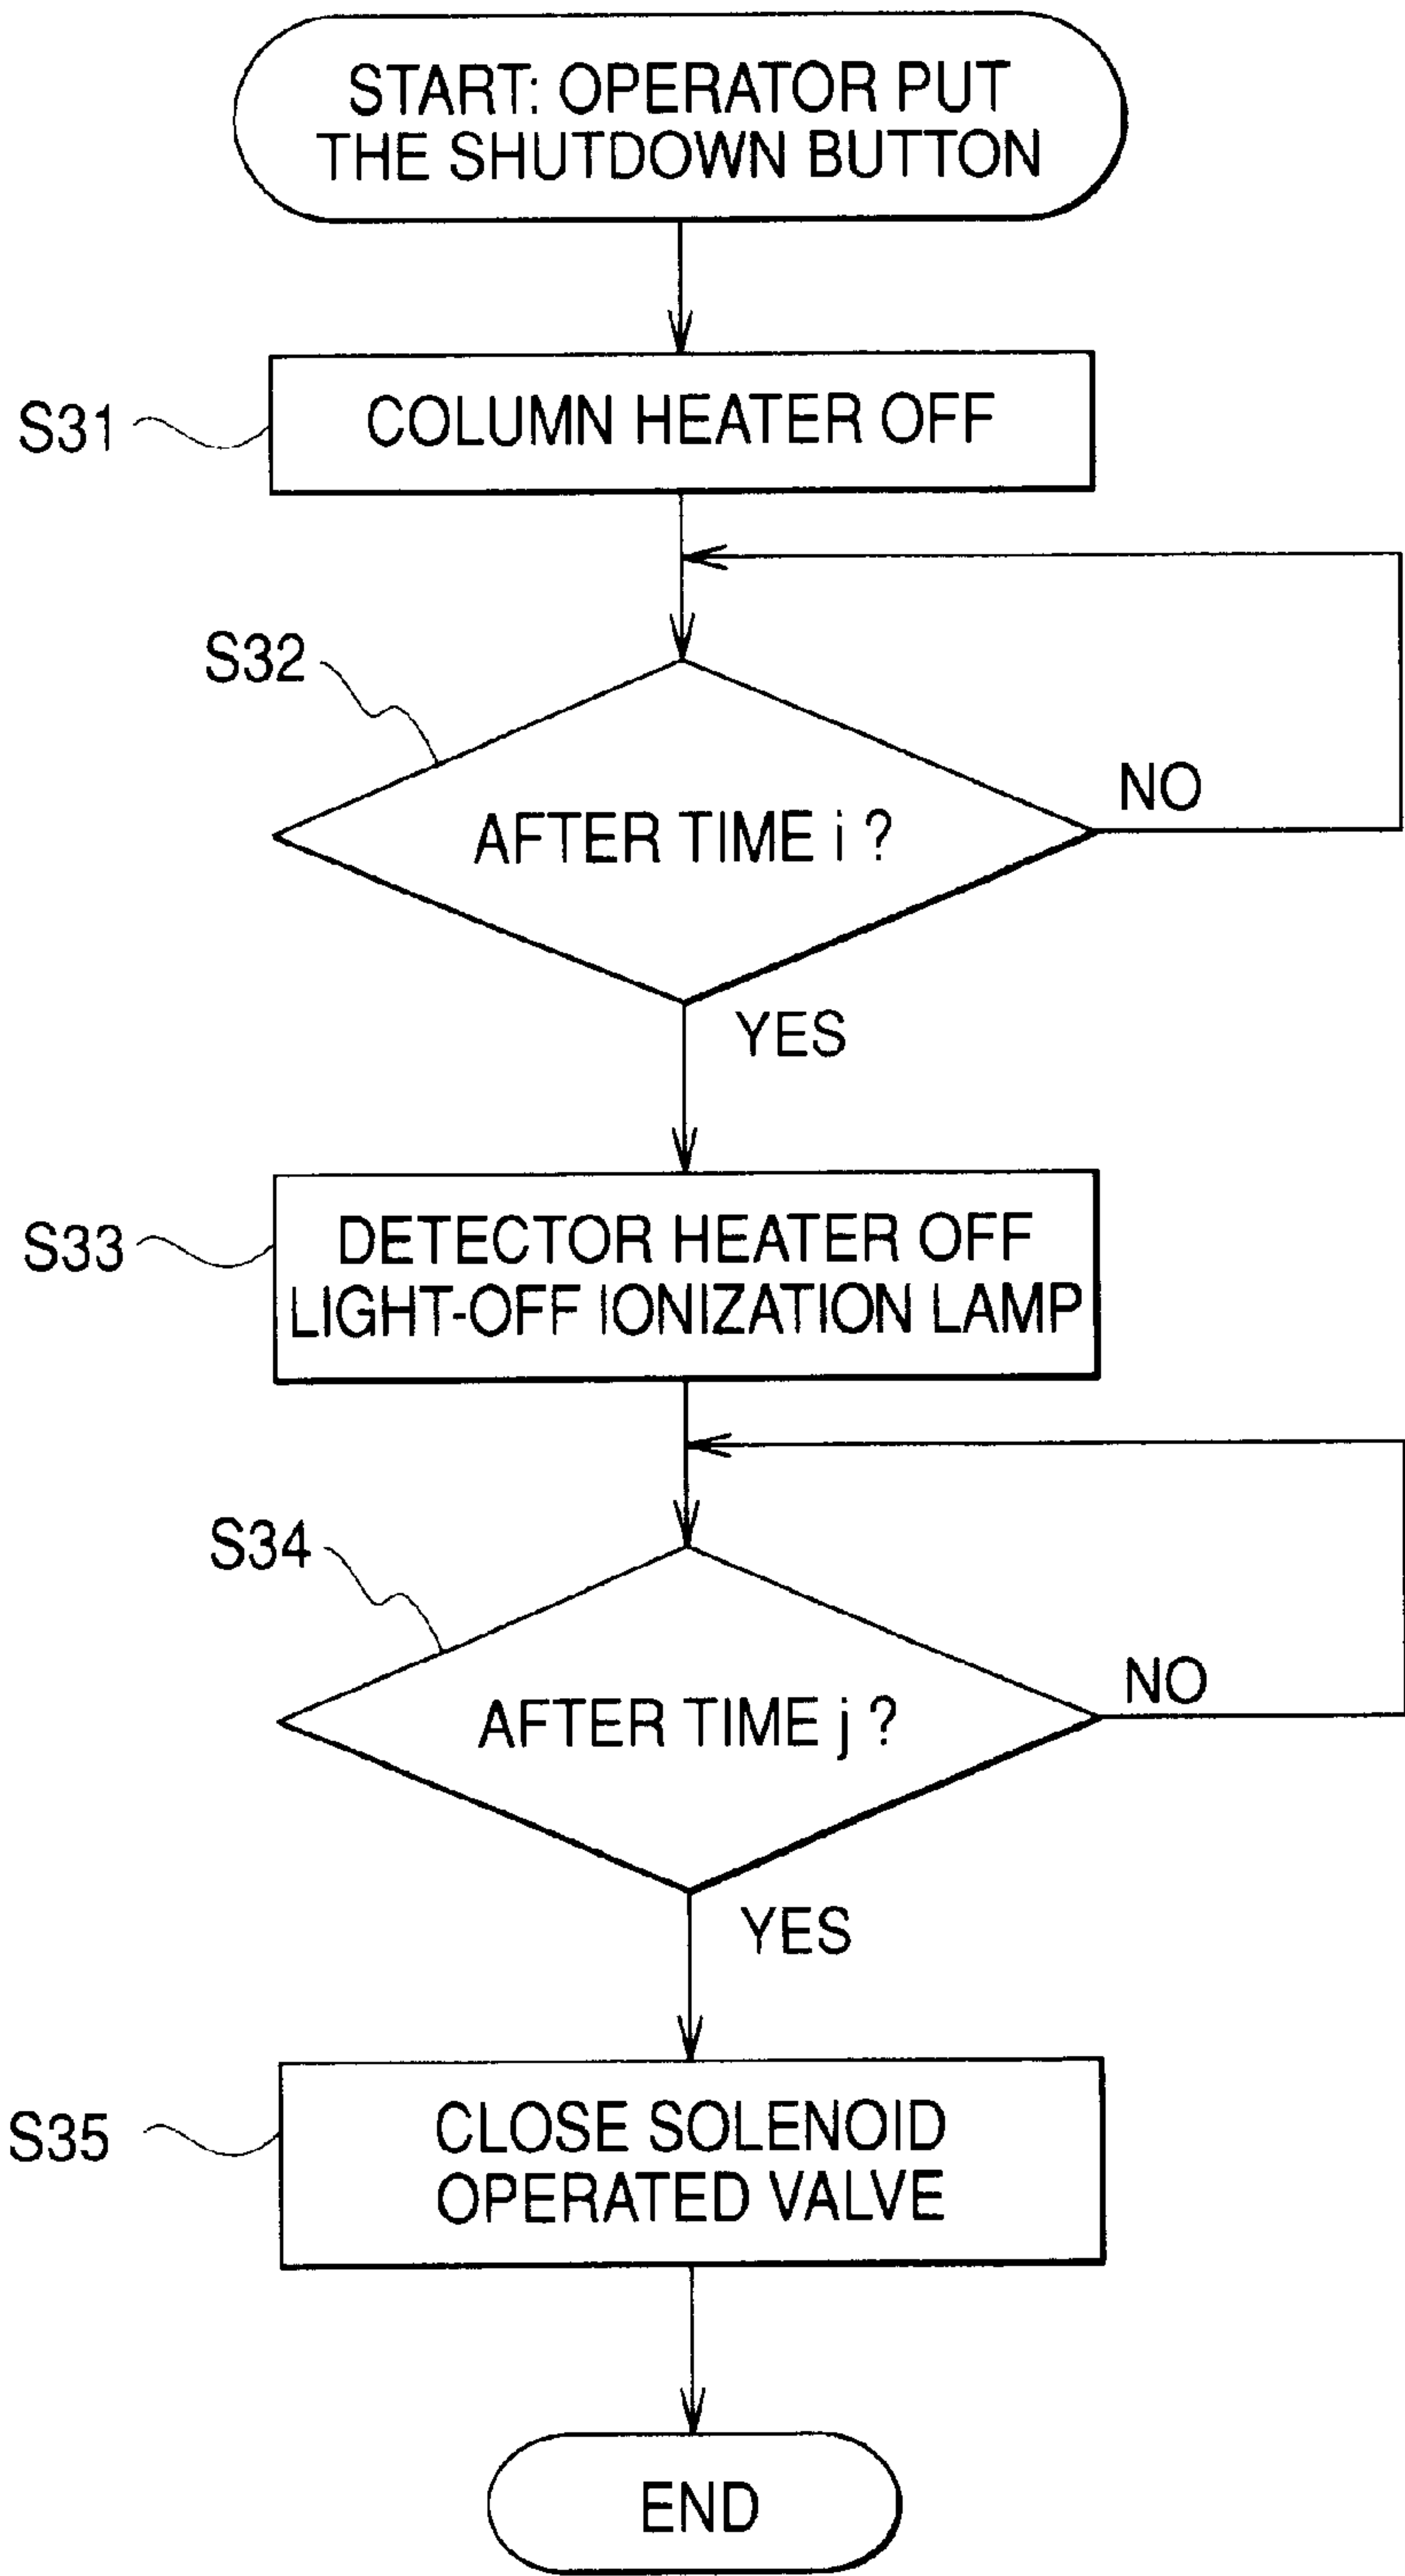 START: OPERATOR PUT
THE SHUTDOWN BUTTON
S31
COLUMN HEATER OFF
S32
AFTER TIME i ?
NO
YES
S33
DETECTOR HEATER OFF
LIGHT-OFF IONIZATION LAMP
S34
AFTER TIME j ?
NO
YES
S35
CLOSE SOLENOID
OPERATED VALVE
END